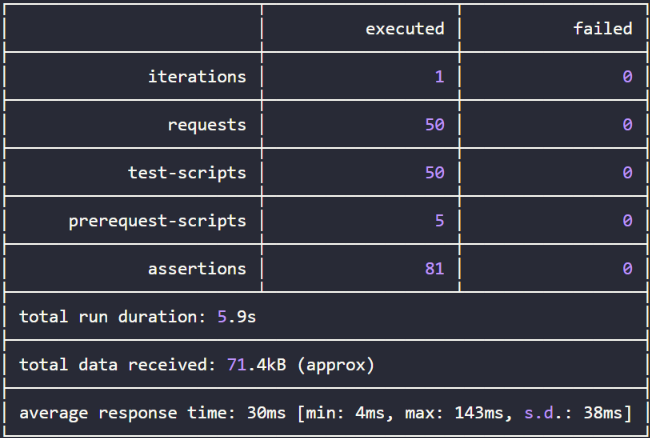 executed failed
iterations 1 0
requests 50 0
test-scripts 50 0
prerequest-scripts 5 0
assertions 81 0
total run duration: 5.9s
total data received: 71.4kB (approx)
average response time: 30ms [min: 4ms, max: 143ms, s.d.: 38ms]